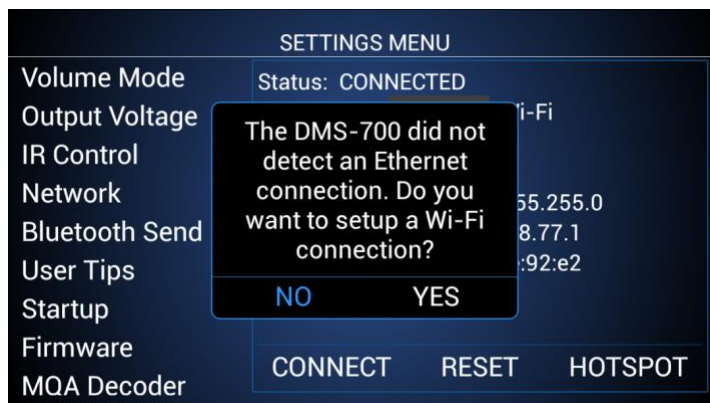 SETTINGS MENU
Volume Mode
Output Voltage
IR Control
Network
Bluetooth Send
User Tips
Startup
Firmware
MQA Decoder
Status: CONNECTED
i-Fi
55.255.0
8.77.1
:92:e2
The DMS-700 did not
detect an Ethernet
connection. Do you
want to setup a Wi-Fi
connection?
NO YES
CONNECT RESET HOTSPOT